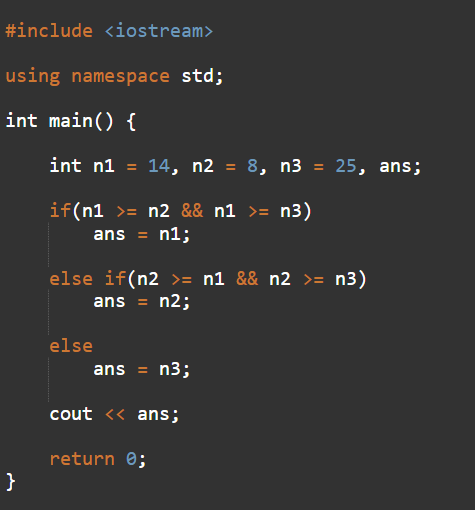 #include <iostream>
using namespace std;
int main() {
int n1 = 14, n2 = 8, n3 = 25, ans;
if(n1 >= n2 && n1 >= n3)
ans = n1;
else if(n2 >= n1 && n2 >= n3)
ans = n2;
else
ans = n3;
cout << ans;
return 0;
}